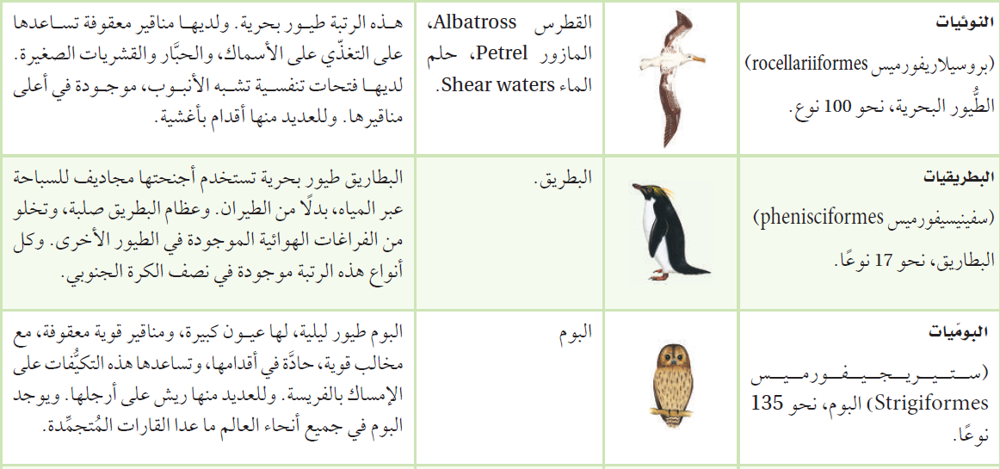 النوئيات
(بروسيلاريفورميس rocellariiformes)
الطُّيور البحرية، نحو 100 نوع.
القطرس Albatross،
المازور Petrel، حلم
الماء Shear waters.
هـذه الرتبة طيـور بحرية. ولديهـا مناقير معقوفة تسـاعدها
على التغذّي على الأسماك، والحبَّار والقشريات الصغيرة.
لديهـا فتحات تنفسـية تشـبه الأنبـوب، موجـودة في أعلى
مناقيرها. وللعديد منها أقدام بأغشية.
البطريقيات
(سفينيسيفورميس phenisciformes)
البطاريق، نحو 17 نوعًا.
البطريق.
البطاريق طيور بحرية تستخدم أجنحتها مجاديف للسباحة
عبر المياه، بدلًا من الطيران. وعظام البطريق صلبة، وتخلو
من الفراغات الهوائية الموجودة في الطيور الأخرى. وكل
أنواع هذه الرتبة موجودة في نصف الكرة الجنوبي.
البومَيات
(ستيريجيفورميس
Strigiformes) البوم، نحو 135
نوعًا.
البوم
البوم طيور ليلية، لها عيـون كبيرة، ومناقير قوية معقوفة، مع
مخالب قوية، حادَّة في أقدامها، وتساعدها هذه التكيُّفات على
الإمساك بالفريسة. وللعديد منها ريش على أرجلها. ويوجد
البوم في جميع أنحاء العالم ما عدا القارات المُتجمِّدة.